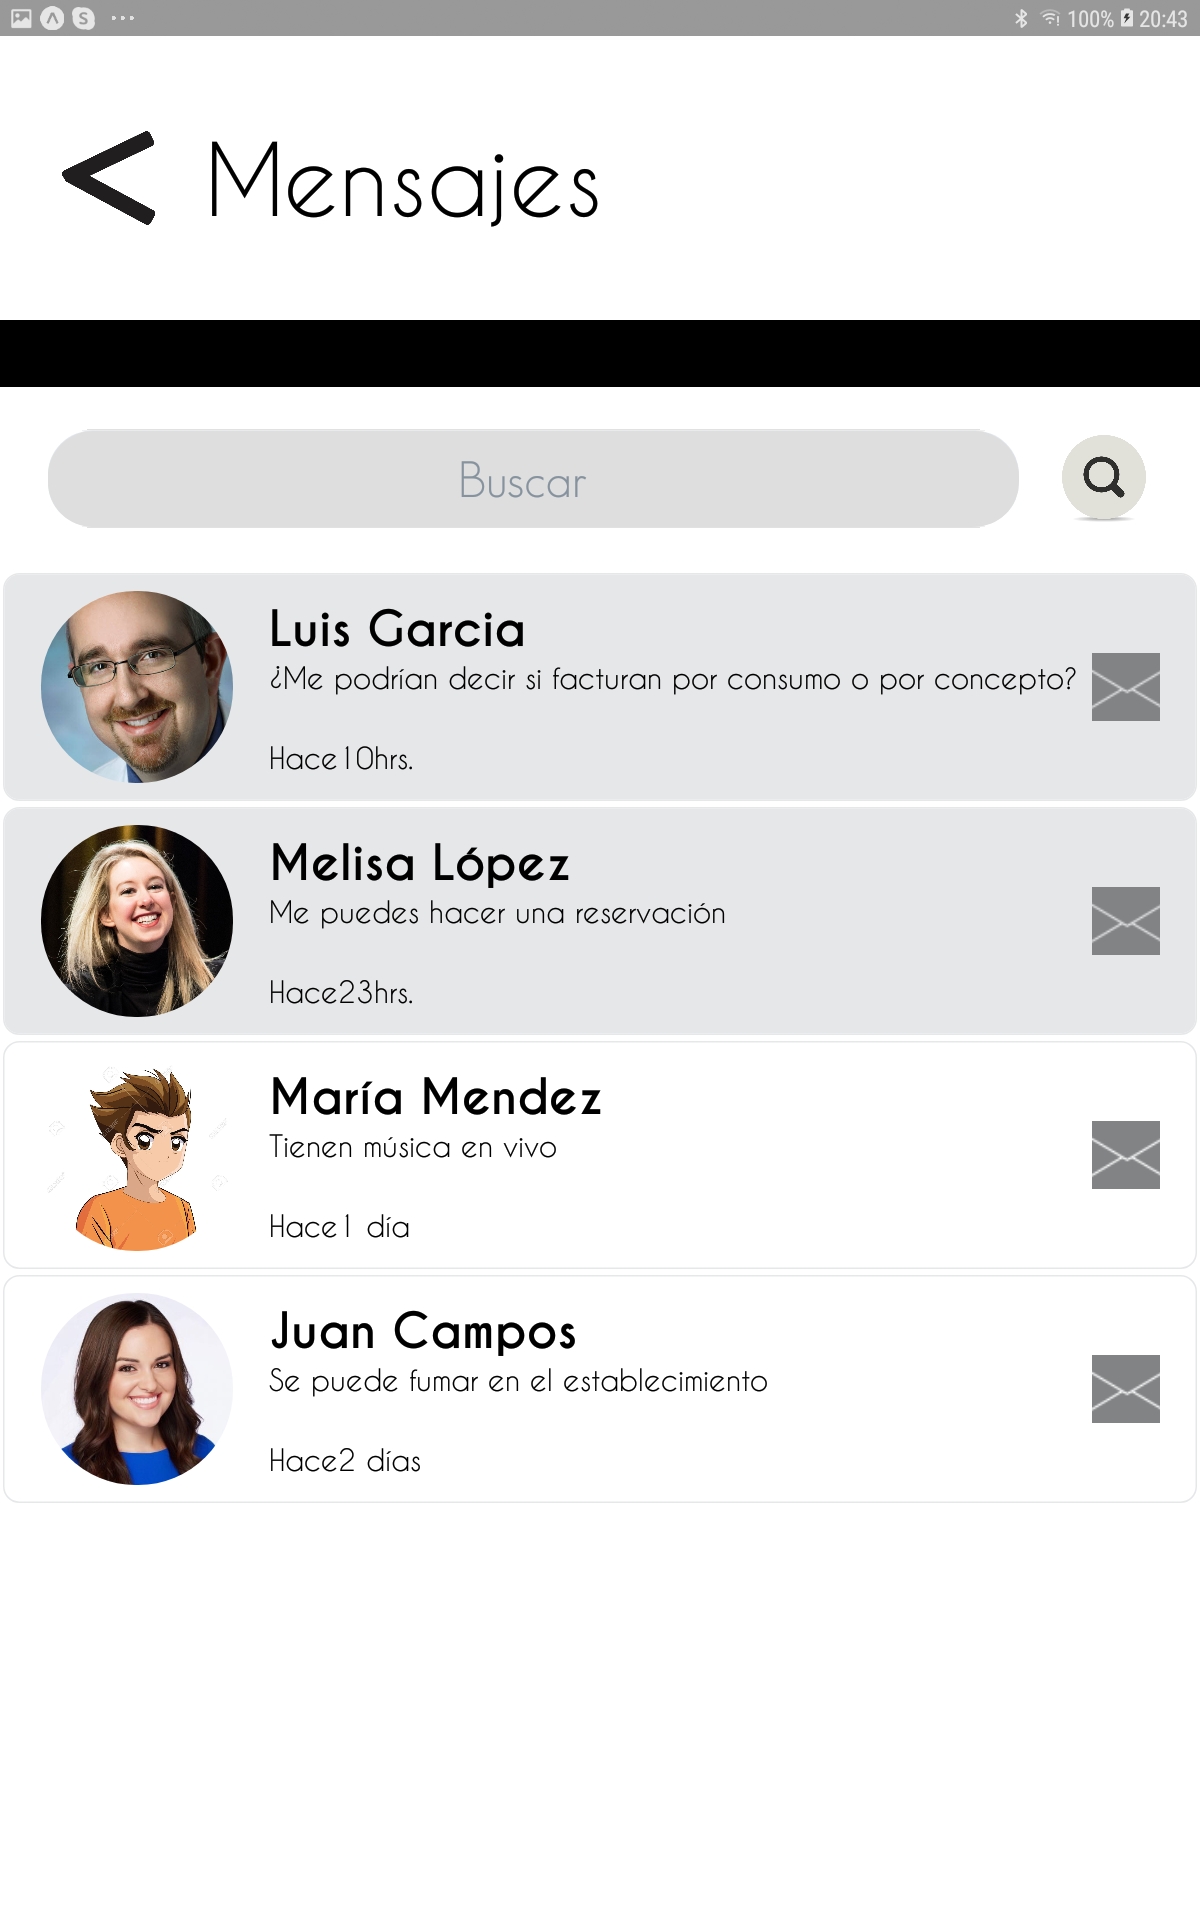 100% 20:43
Mensajes
Buscar
Luis Garcia
¿Me podrían decir si facturan por consumo o por concepto?
Hace10hrs.
Melisa López
Me puedes hacer una reservación
Hace23hrs.
María Mendez
Tienen música en vivo
Hace1 día
Juan Campos
Se puede fumar en el establecimiento
Hace2 días